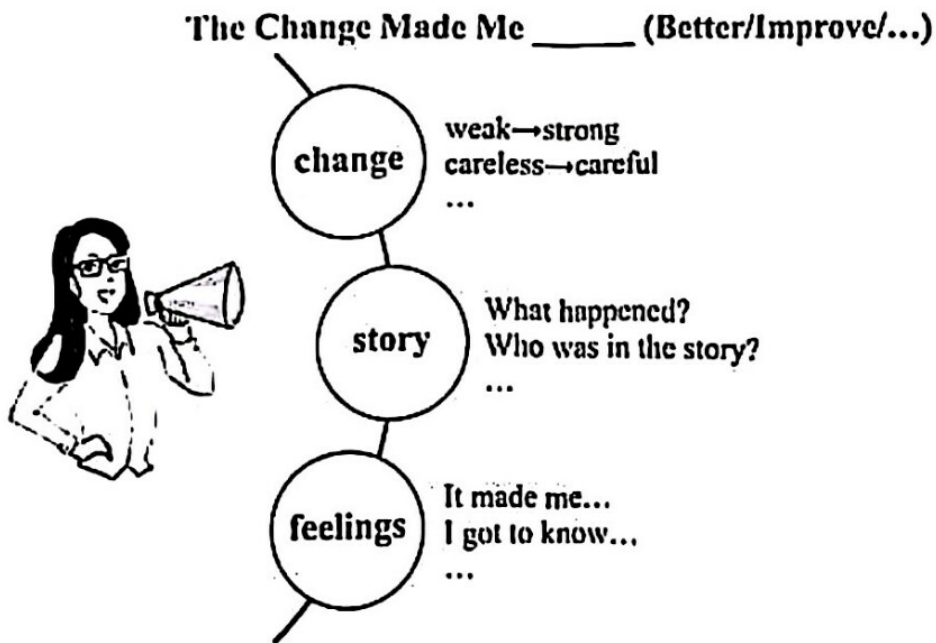 The Change Made Me _____ (Better/Improve/...)
change
weak→strong
careless→careful
...
story
What happened?
Who was in the story?
...
feelings
It made me...
I got to know...
...